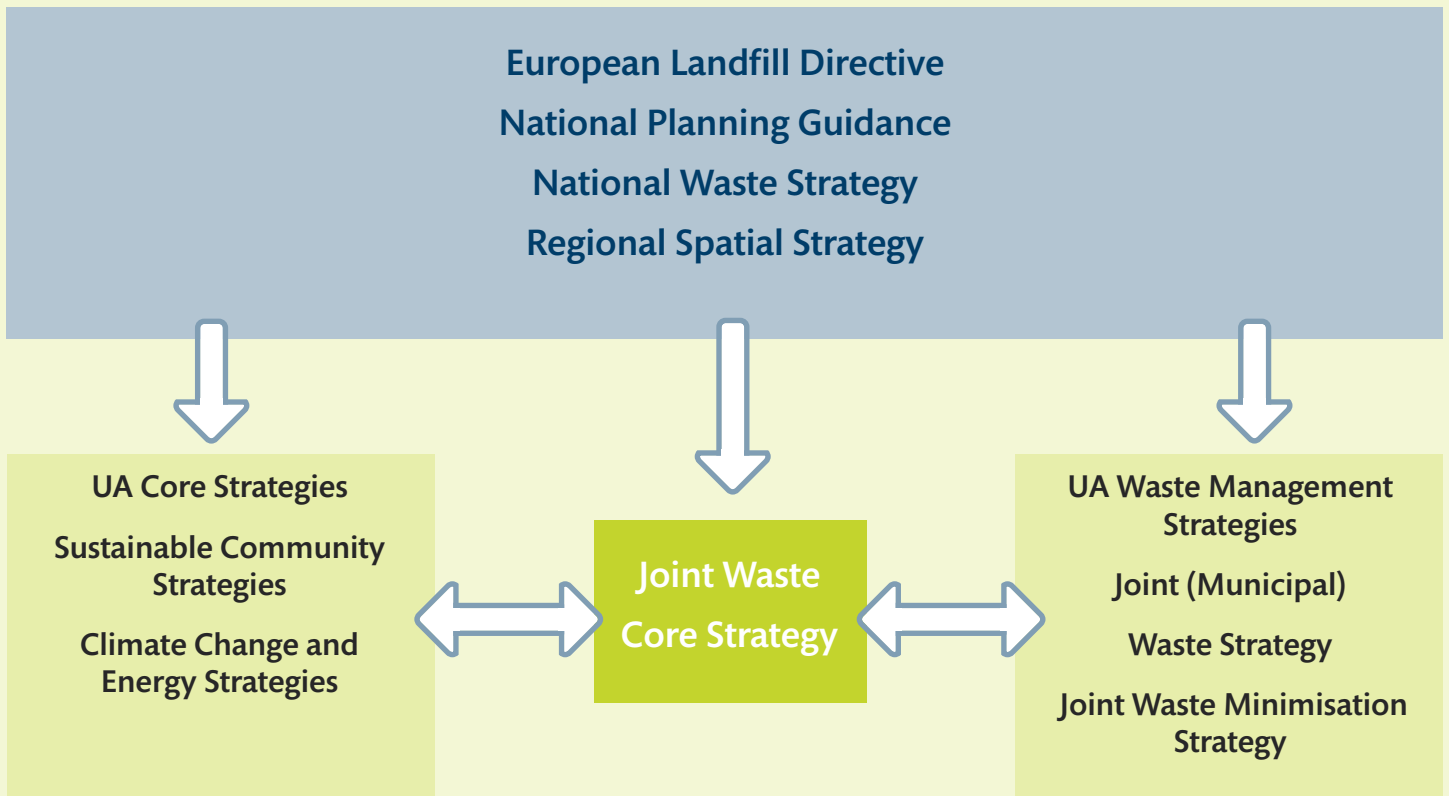 European Landfill Directive
National Planning Guidance
National Waste Strategy
Regional Spatial Strategy
UA Core Strategies
Sustainable Community
Strategies
Climate Change and
Energy Strategies
Joint Waste
Core Strategy
UA Waste Management
Strategies
Joint (Municipal)
Waste Strategy
Joint Waste Minimisation
Strategy